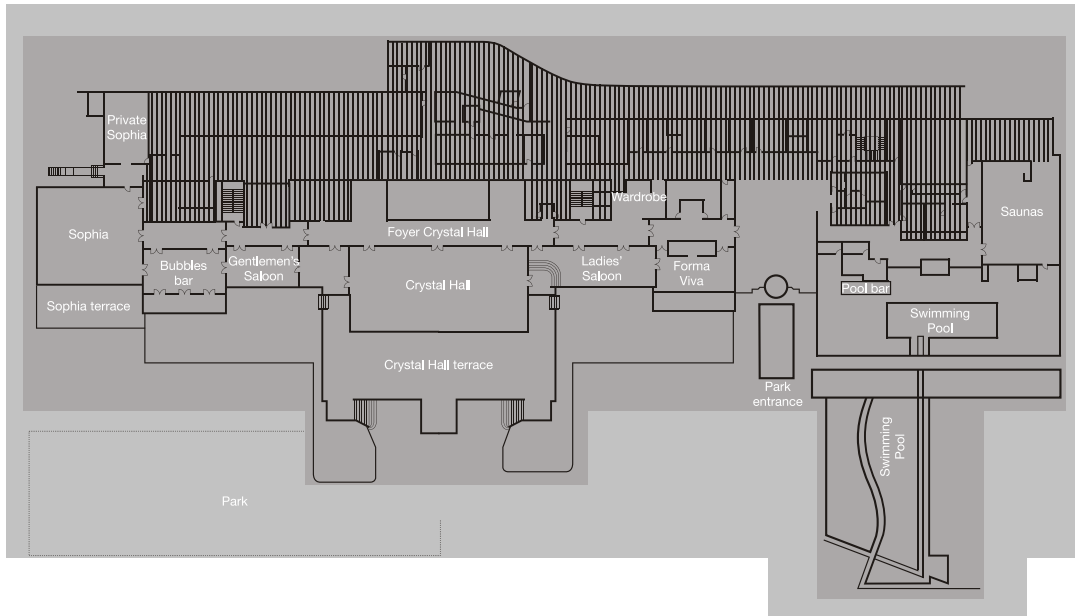 Private
Sophia
Wardrobe
Saunas
Sophia
Foyer Crystal Hall
Bubbles
bar
Gentlemen's
Saloon
Crystal Hall
Ladies'
Saloon
Forma
Viva
Pool bar
Sophia terrace
Swimming
Pool
Crystal Hall terrace
Park
entrance
Swimming
Pool
Park